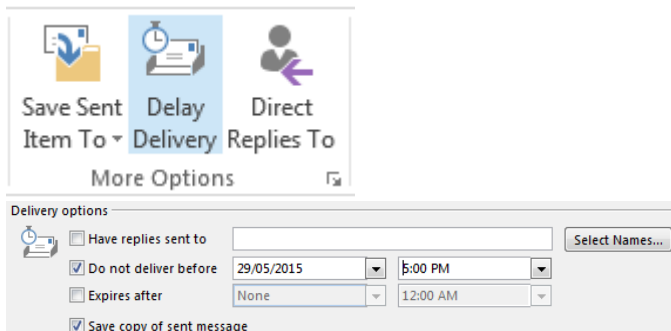 Save Sent Delay Direct
Item To Delivery Replies To
More Options
Delivery options
Have replies sent to Select Names...
Do not deliver before 29/05/2015 5:00 PM
Expires after None 12:00 AM
Save copy of sent message